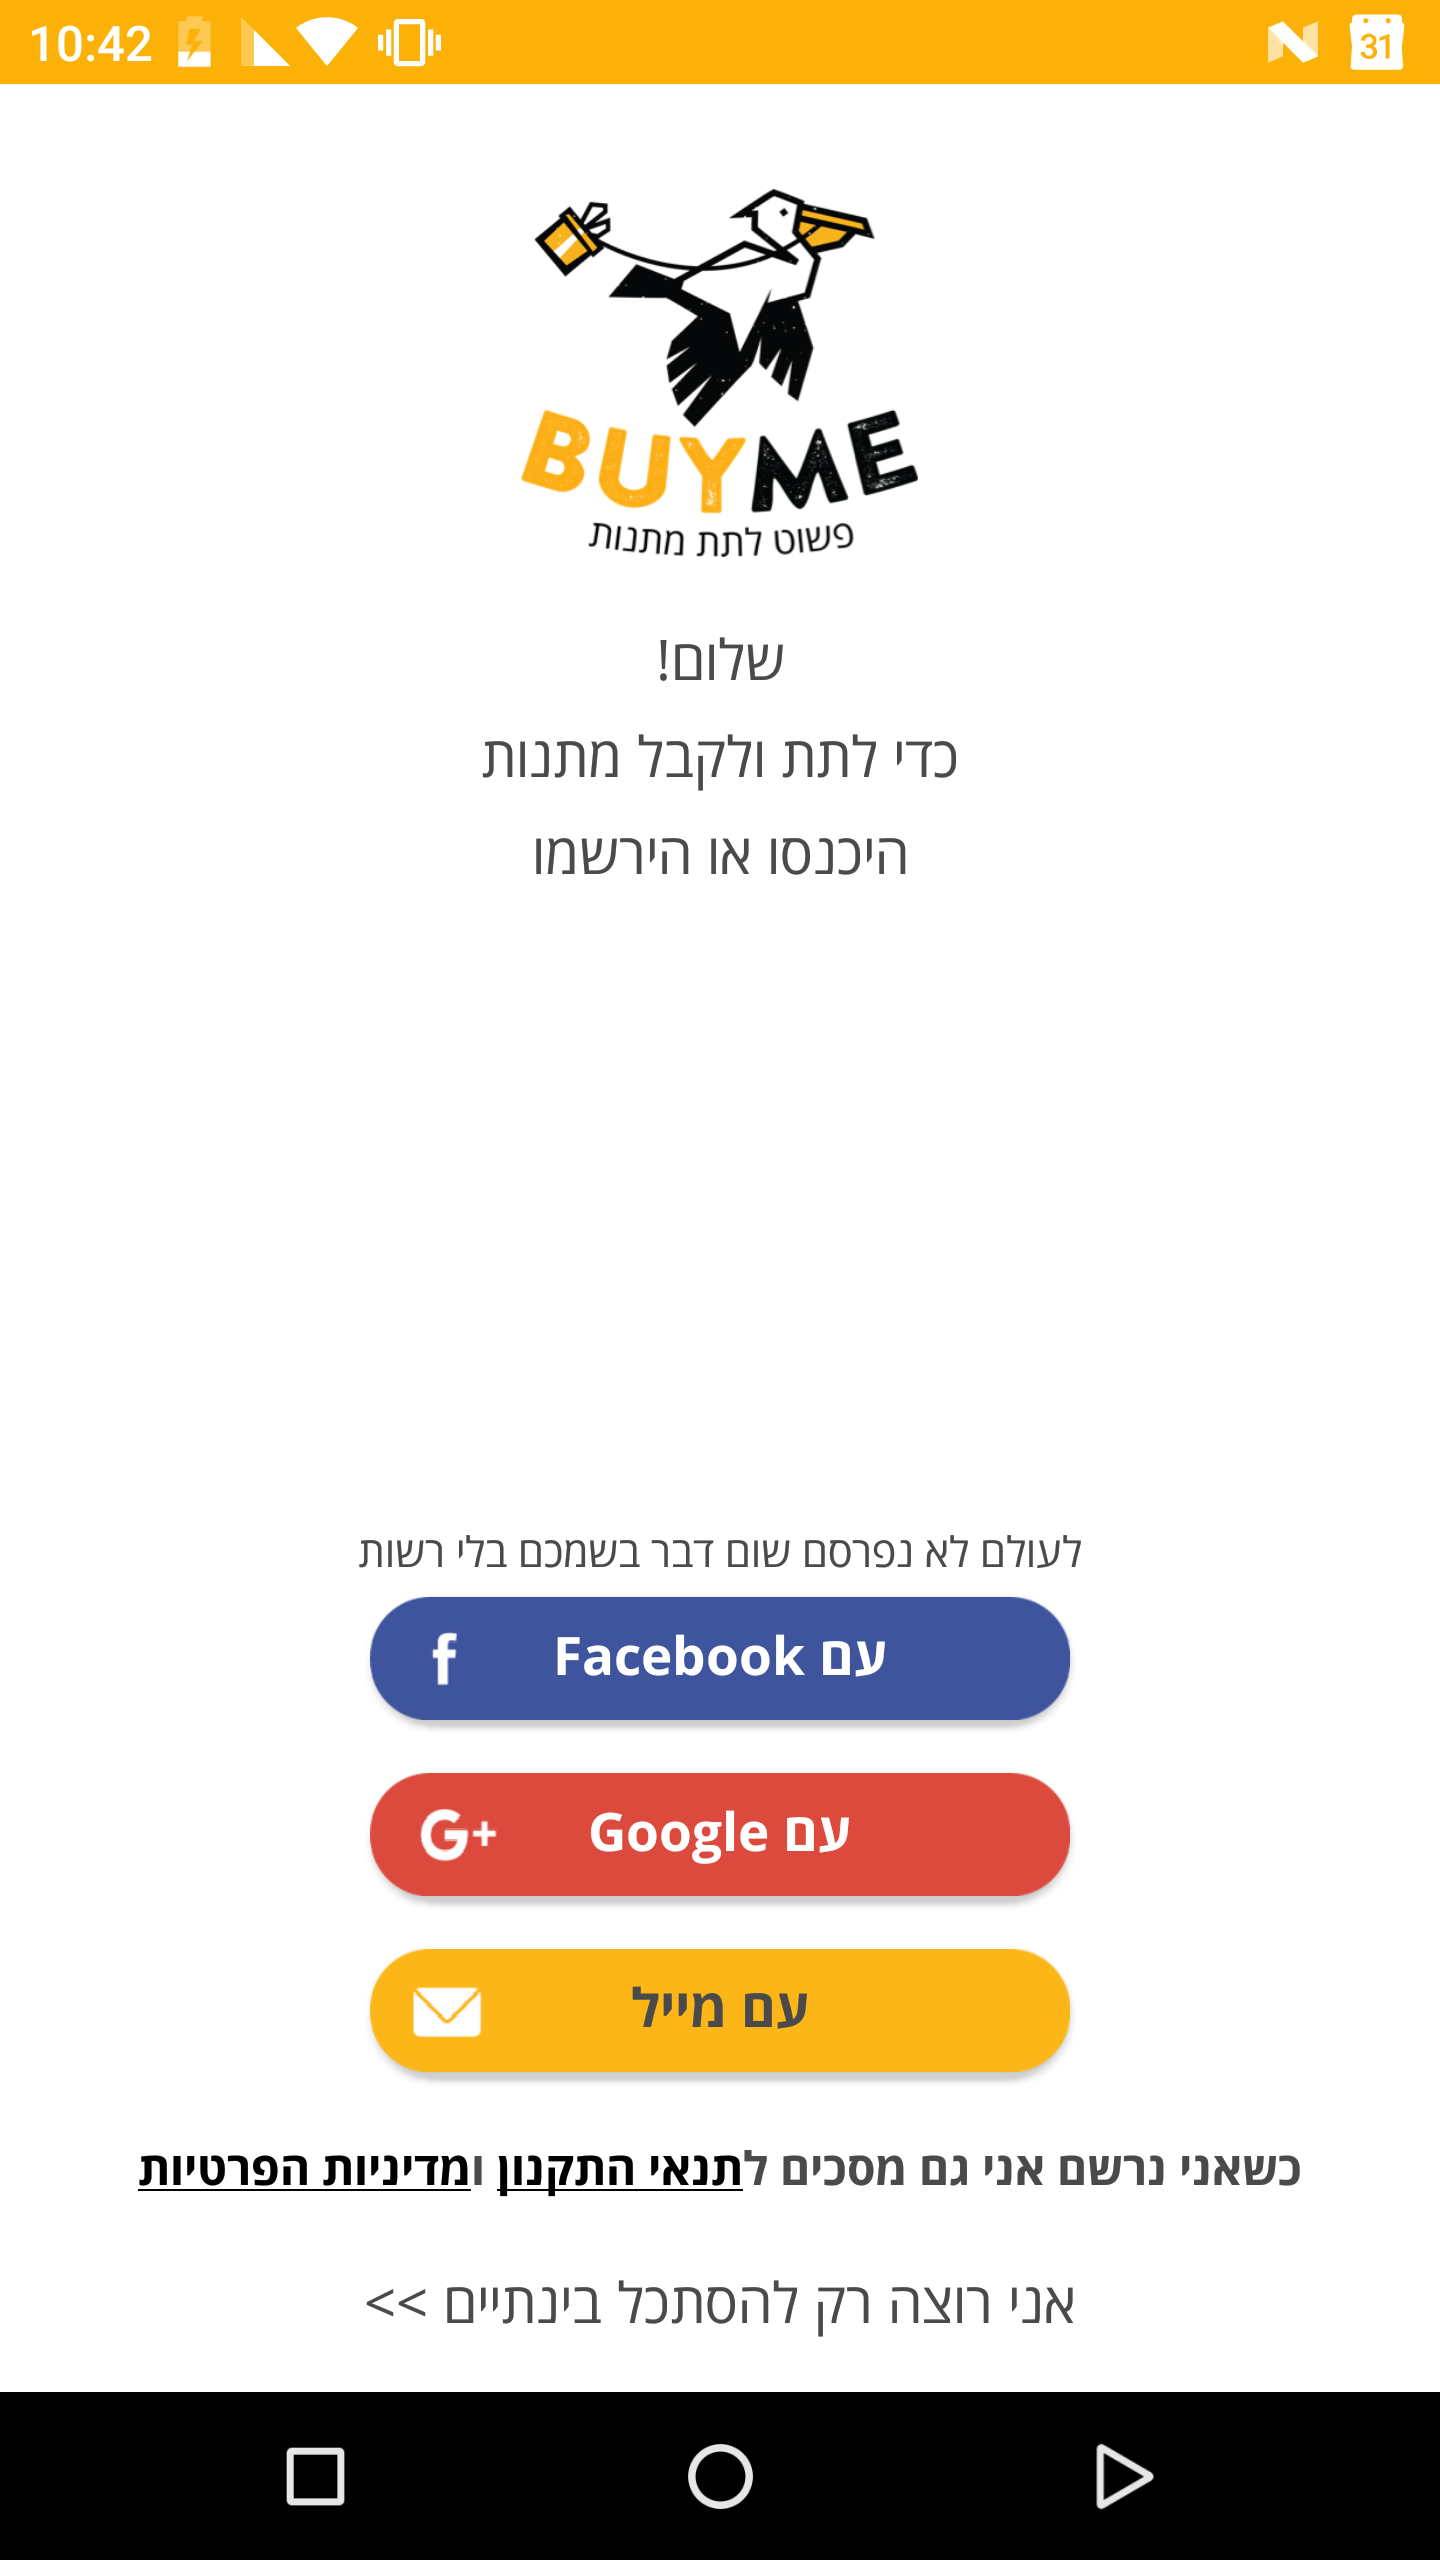 10:42
31
BUYME
פשוט לתת מתנות
שלום!
כדי לתת ולקבל מתנות
היכנסו או הירשמו
לעולם לא נפרסם שום דבר בשמכם בלי רשות
עם Facebook
עם Google
עם מייל
כשאני נרשם אני גם מסכים לתנאי התקנון ומדיניות הפרטיות
אני רוצה רק להסתכל בינתיים >>